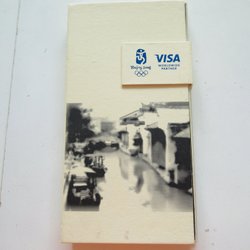 Beijing 2008
VISA
WORLDWIDE
PARTNER